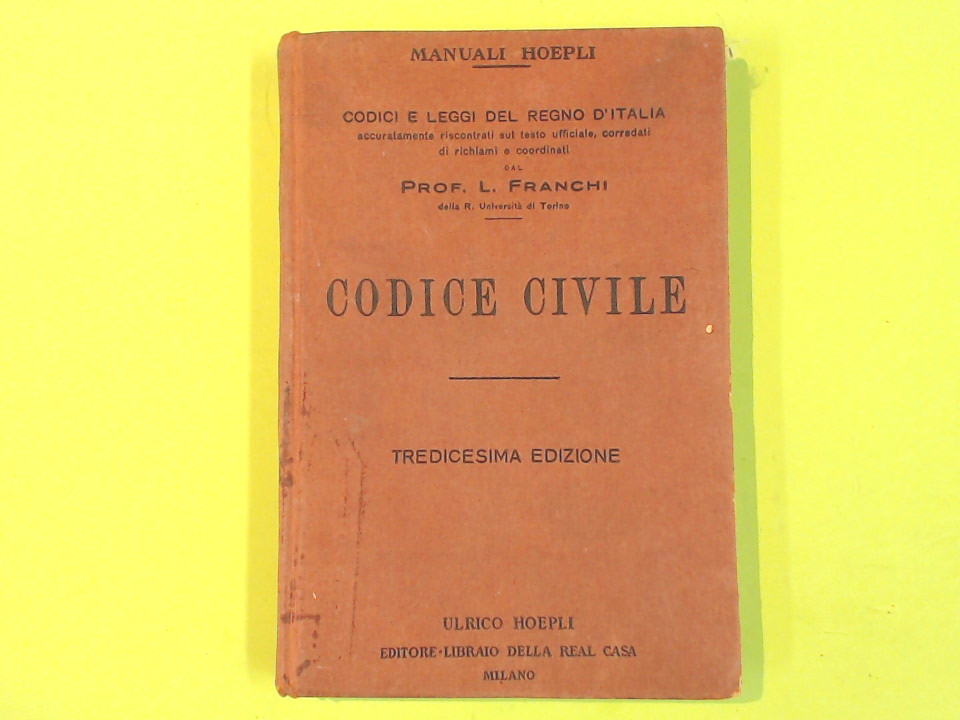 MANUALI HOEPLI
CODICI E LEGGI DEL REGNO D'ITALIA
accuratamente riscontrati sul testo ufficiale, corredati
di richiami e coordinati
DAL
PROF. L. FRANCHI
della R. Università di Torino
CODICE CIVILE
TREDICESIMA EDIZIONE
ULRICO HOEPLI
EDITORE-LIBRAIO DELLA REAL CASA
MILANO